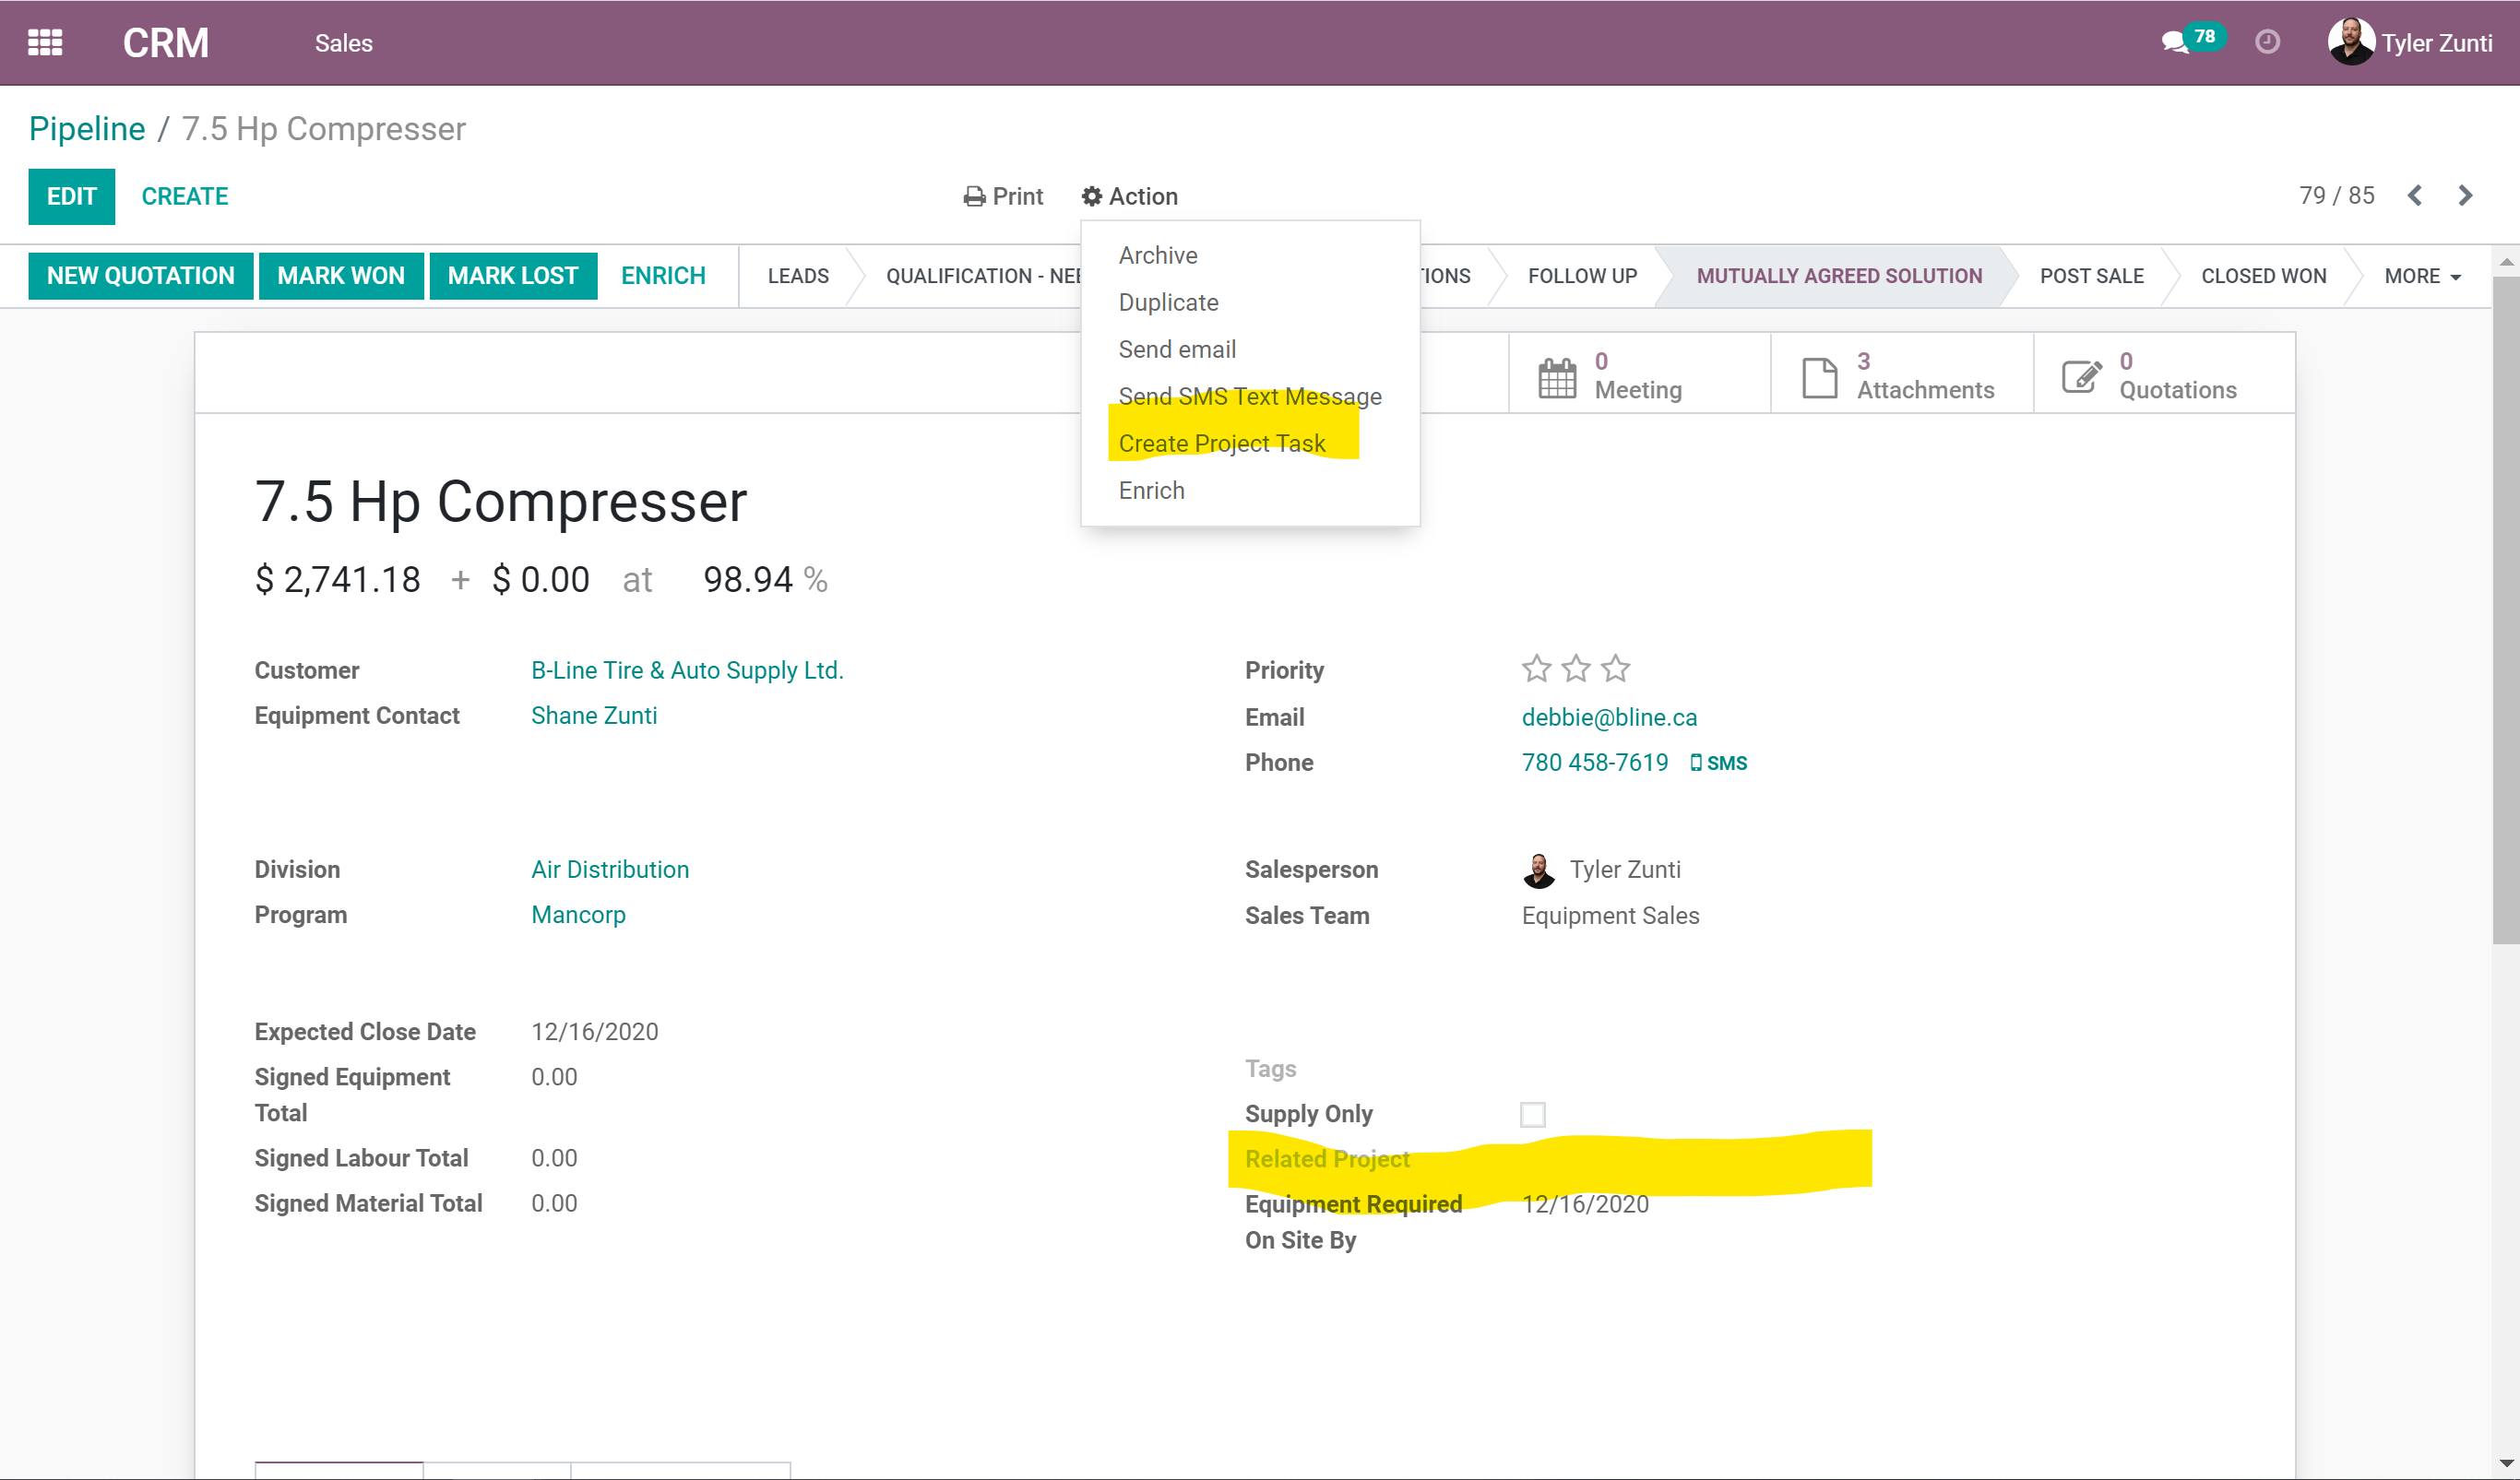 CRM Sales 78 Tyler Zunti
Pipeline / 7.5 Hp Compresser
EDIT CREATE Print Action 79 / 85
Archive
Duplicate
Send email
Send SMS Text Message
Create Project Task
Enrich
NEW QUOTATION MARK WON MARK LOST ENRICH LEADS QUALIFICATION - NEE TIONS FOLLOW UP MUTUALLY AGREED SOLUTION POST SALE CLOSED WON MORE
0 Meeting
3 Attachments
0 Quotations
7.5 Hp Compresser
$ 2,741.18 + $ 0.00 at 98.94 %
Customer B-Line Tire & Auto Supply Ltd.
Equipment Contact Shane Zunti
Priority
Email debbie@bline.ca
Phone 780 458-7619 SMS
Division Air Distribution
Program Mancorp
Salesperson Tyler Zunti
Sales Team Equipment Sales
Expected Close Date 12/16/2020
Signed Equipment Total 0.00
Signed Labour Total 0.00
Signed Material Total 0.00
Tags
Supply Only
Related Project
Equipment Required On Site By 12/16/2020